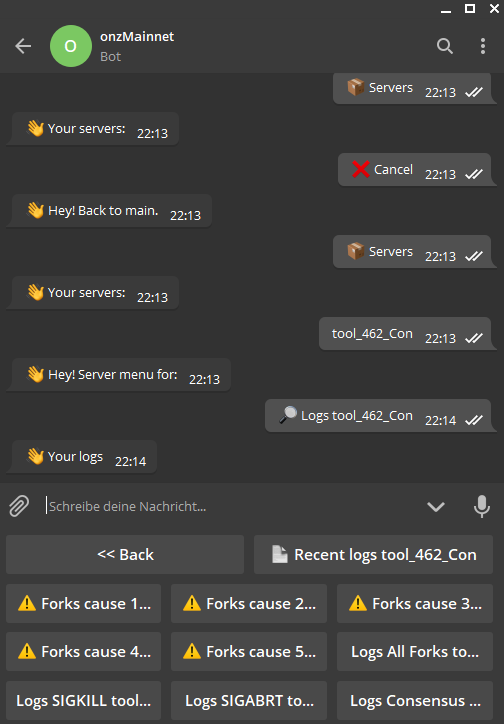 onzMainnet
O
Bot
📦 Servers 22:13
👋 Your servers: 22:13
❌ Cancel 22:13
👋 Hey! Back to main. 22:13
📦 Servers 22:13
👋 Your servers: 22:13
tool_462_Con 22:13
👋 Hey! Server menu for: 22:13
🔎 Logs tool_462_Con 22:14
👋 Your logs 22:14
Schreibe deine Nachricht...
<< Back 📄 Recent logs tool_462_Con
⚠️ Forks cause 1... ⚠️ Forks cause 2... ⚠️ Forks cause 3...
⚠️ Forks cause 4... ⚠️ Forks cause 5... Logs All Forks to...
Logs SIGKILL tool... Logs SIGABRT to... Logs Consensus ...